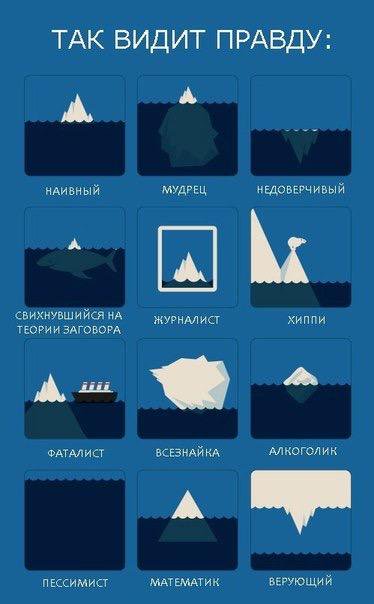 ТАК ВИДИТ ПРАВДУ:
НАИВНЫЙ
МУДРЕЦ
НЕДОВЕРЧИВЫЙ
СВИХНУВШИЙСЯ НА
ТЕОРИИ ЗАГОВОРА
ЖУРНАЛИСТ
ХИППИ
ФАТАЛИСТ
ВСЕЗНАЙКА
АЛКОГОЛИК
ПЕССИМИСТ
МАТЕМАТИК
ВЕРУЮЩИЙ